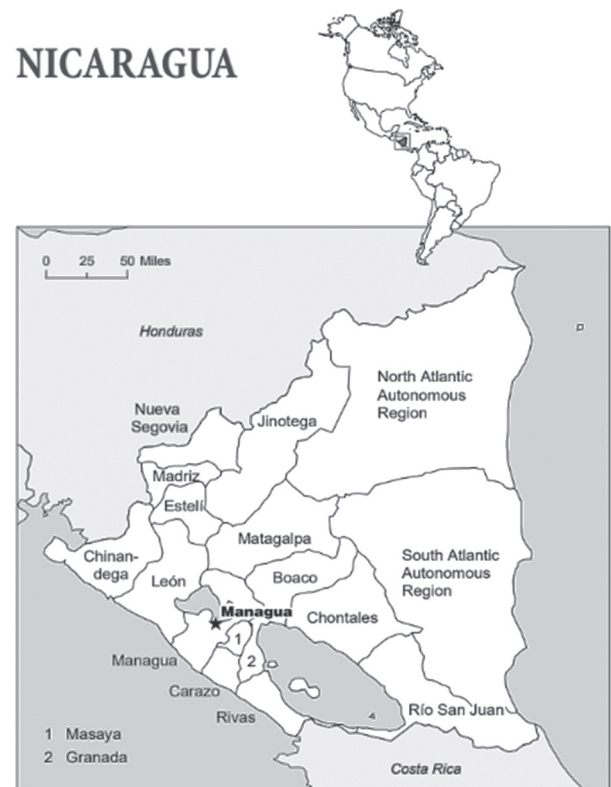 NICARAGUA
0 25 50 Miles
Honduras
North Atlantic
Autonomous
Region
Nueva
Segovia
Jinotega
Madriz
Estelí
Matagalpa
Chinan-
dega
León
Boaco
South Atlantic
Autonomous
Region
Managua
Chontales
1
2
Managua
Carazo
Rivas
Río San Juan
1 Masaya
2 Granada
Costa Rica